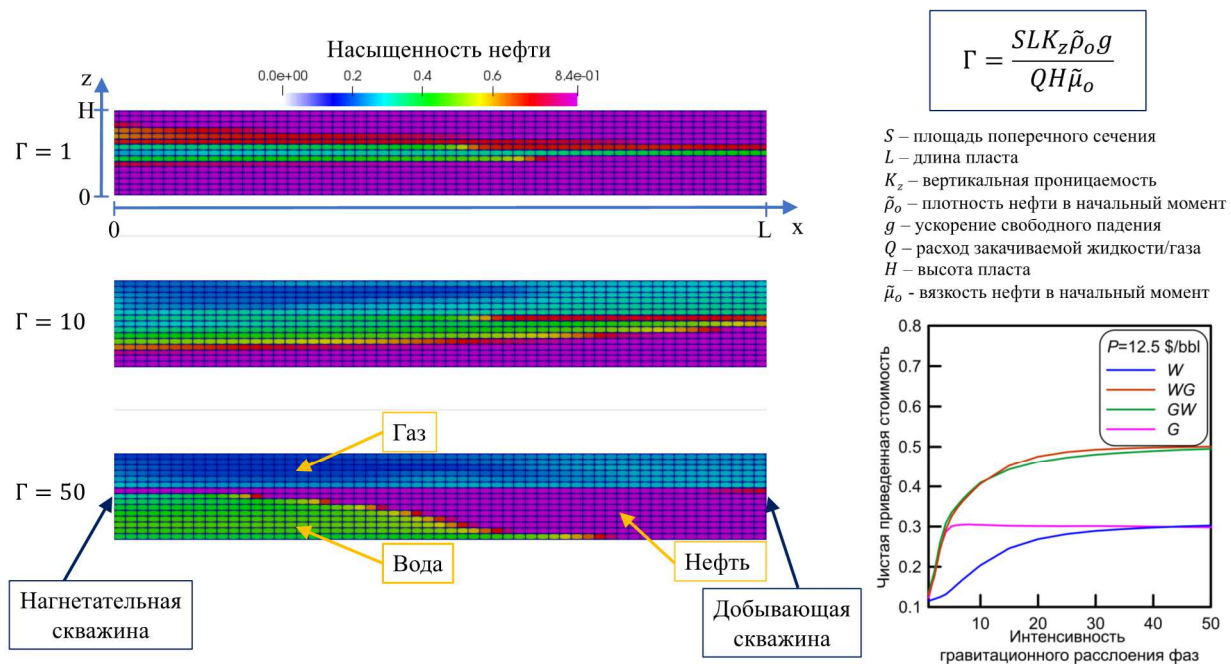 Насыщенность нефти
0.0e+00 0.2 0.4 0.6 8.4e-01
z
H
Γ = 1
0
0 L x
Γ = 10
Газ
Γ = 50
Вода
Нефть
Нагнетательная
скважина
Добывающая
скважина
Γ = SLK_z ρ̃_o g / QH μ̃_o
S – площадь поперечного сечения
L – длина пласта
K_z – вертикальная проницаемость
ρ̃_o – плотность нефти в начальный момент
g – ускорение свободного падения
Q – расход закачиваемой жидкости/газа
H – высота пласта
μ̃_o - вязкость нефти в начальный момент
Чистая приведенная стоимость
0.8
0.7
0.6
0.5
0.4
0.3
0.2
0.1
P=12.5 $/bbl
W
WG
GW
G
10 20 30 40 50
Интенсивность
гравитационного расслоения фаз